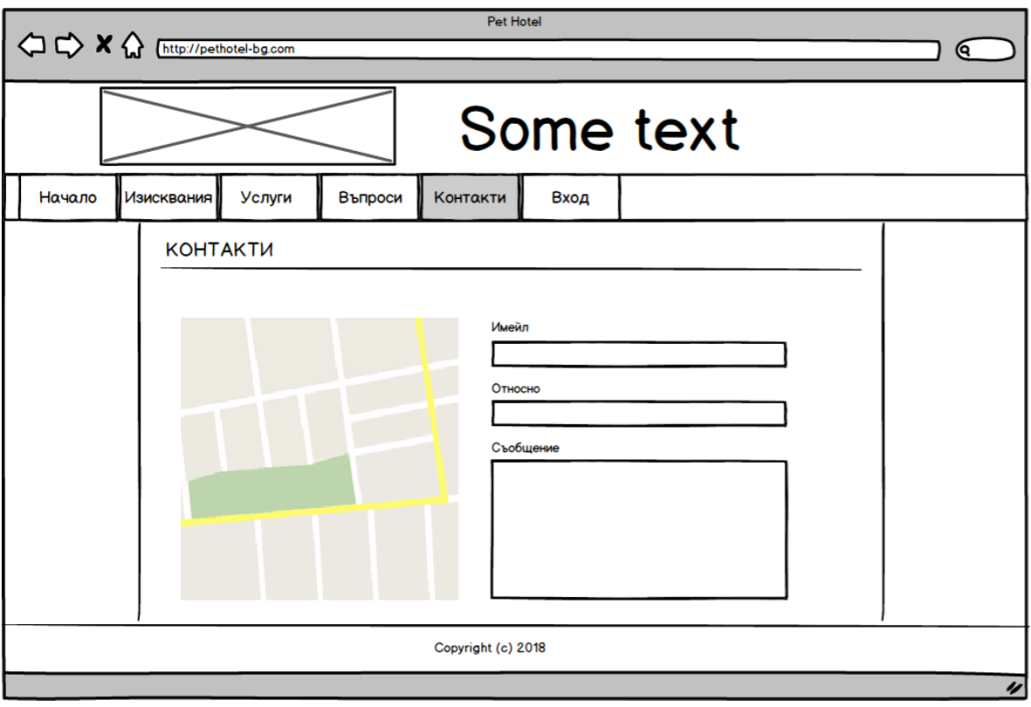 Pet Hotel
http://pethotel-bg.com
Some text
Начало Изисквания Услуги Въпроси Контакти Вход
КОНТАКТИ
Имейл
Относно
Съобщение
Copyright (c) 2018